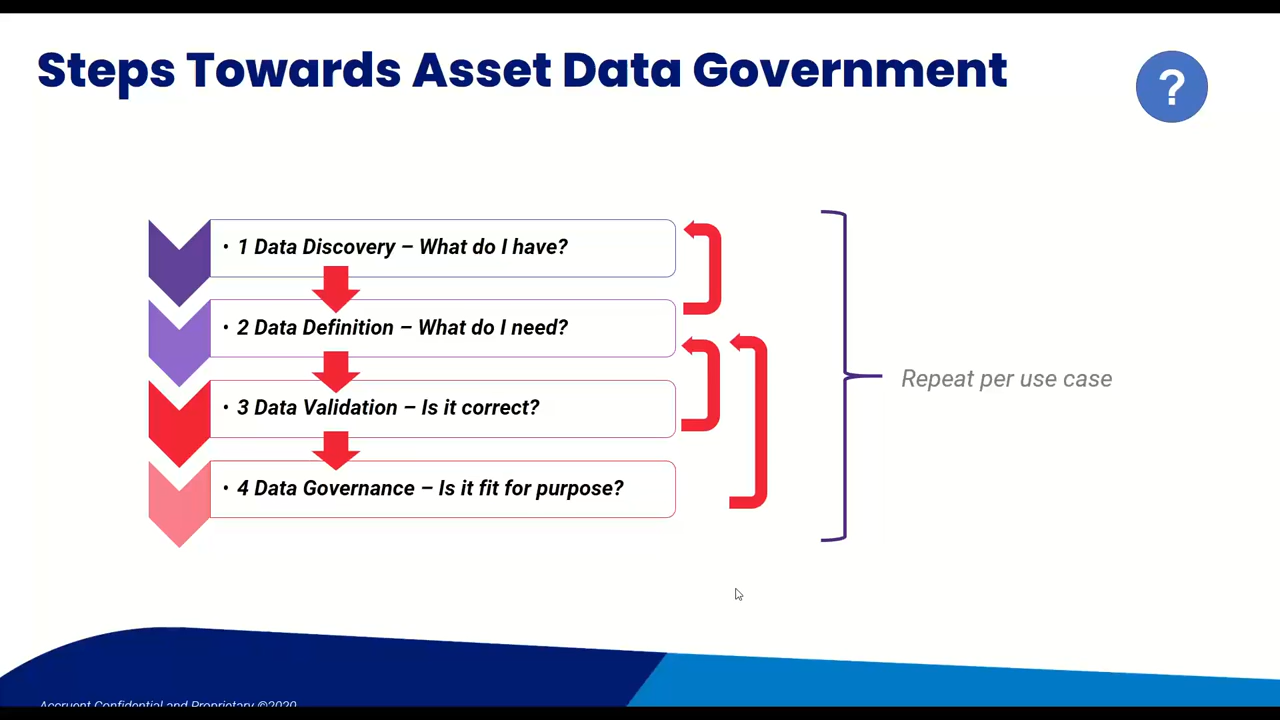 Steps Towards Asset Data Government
?
• 1 Data Discovery – What do I have?
• 2 Data Definition – What do I need?
• 3 Data Validation – Is it correct?
• 4 Data Governance – Is it fit for purpose?
Repeat per use case
Accruent Confidential and Proprietary ©2020